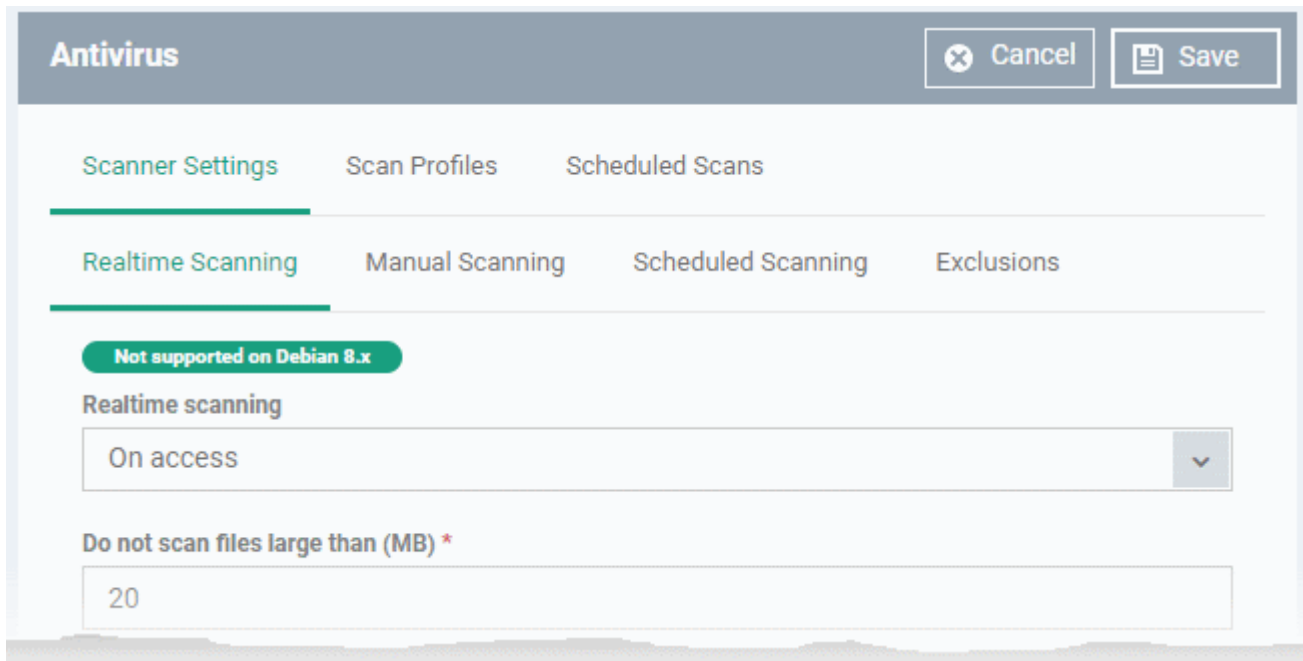 Antivirus
Cancel
Save
Scanner Settings
Scan Profiles
Scheduled Scans
Realtime Scanning
Manual Scanning
Scheduled Scanning
Exclusions
Not supported on Debian 8.x
Realtime scanning
On access
Do not scan files large than (MB) *
20